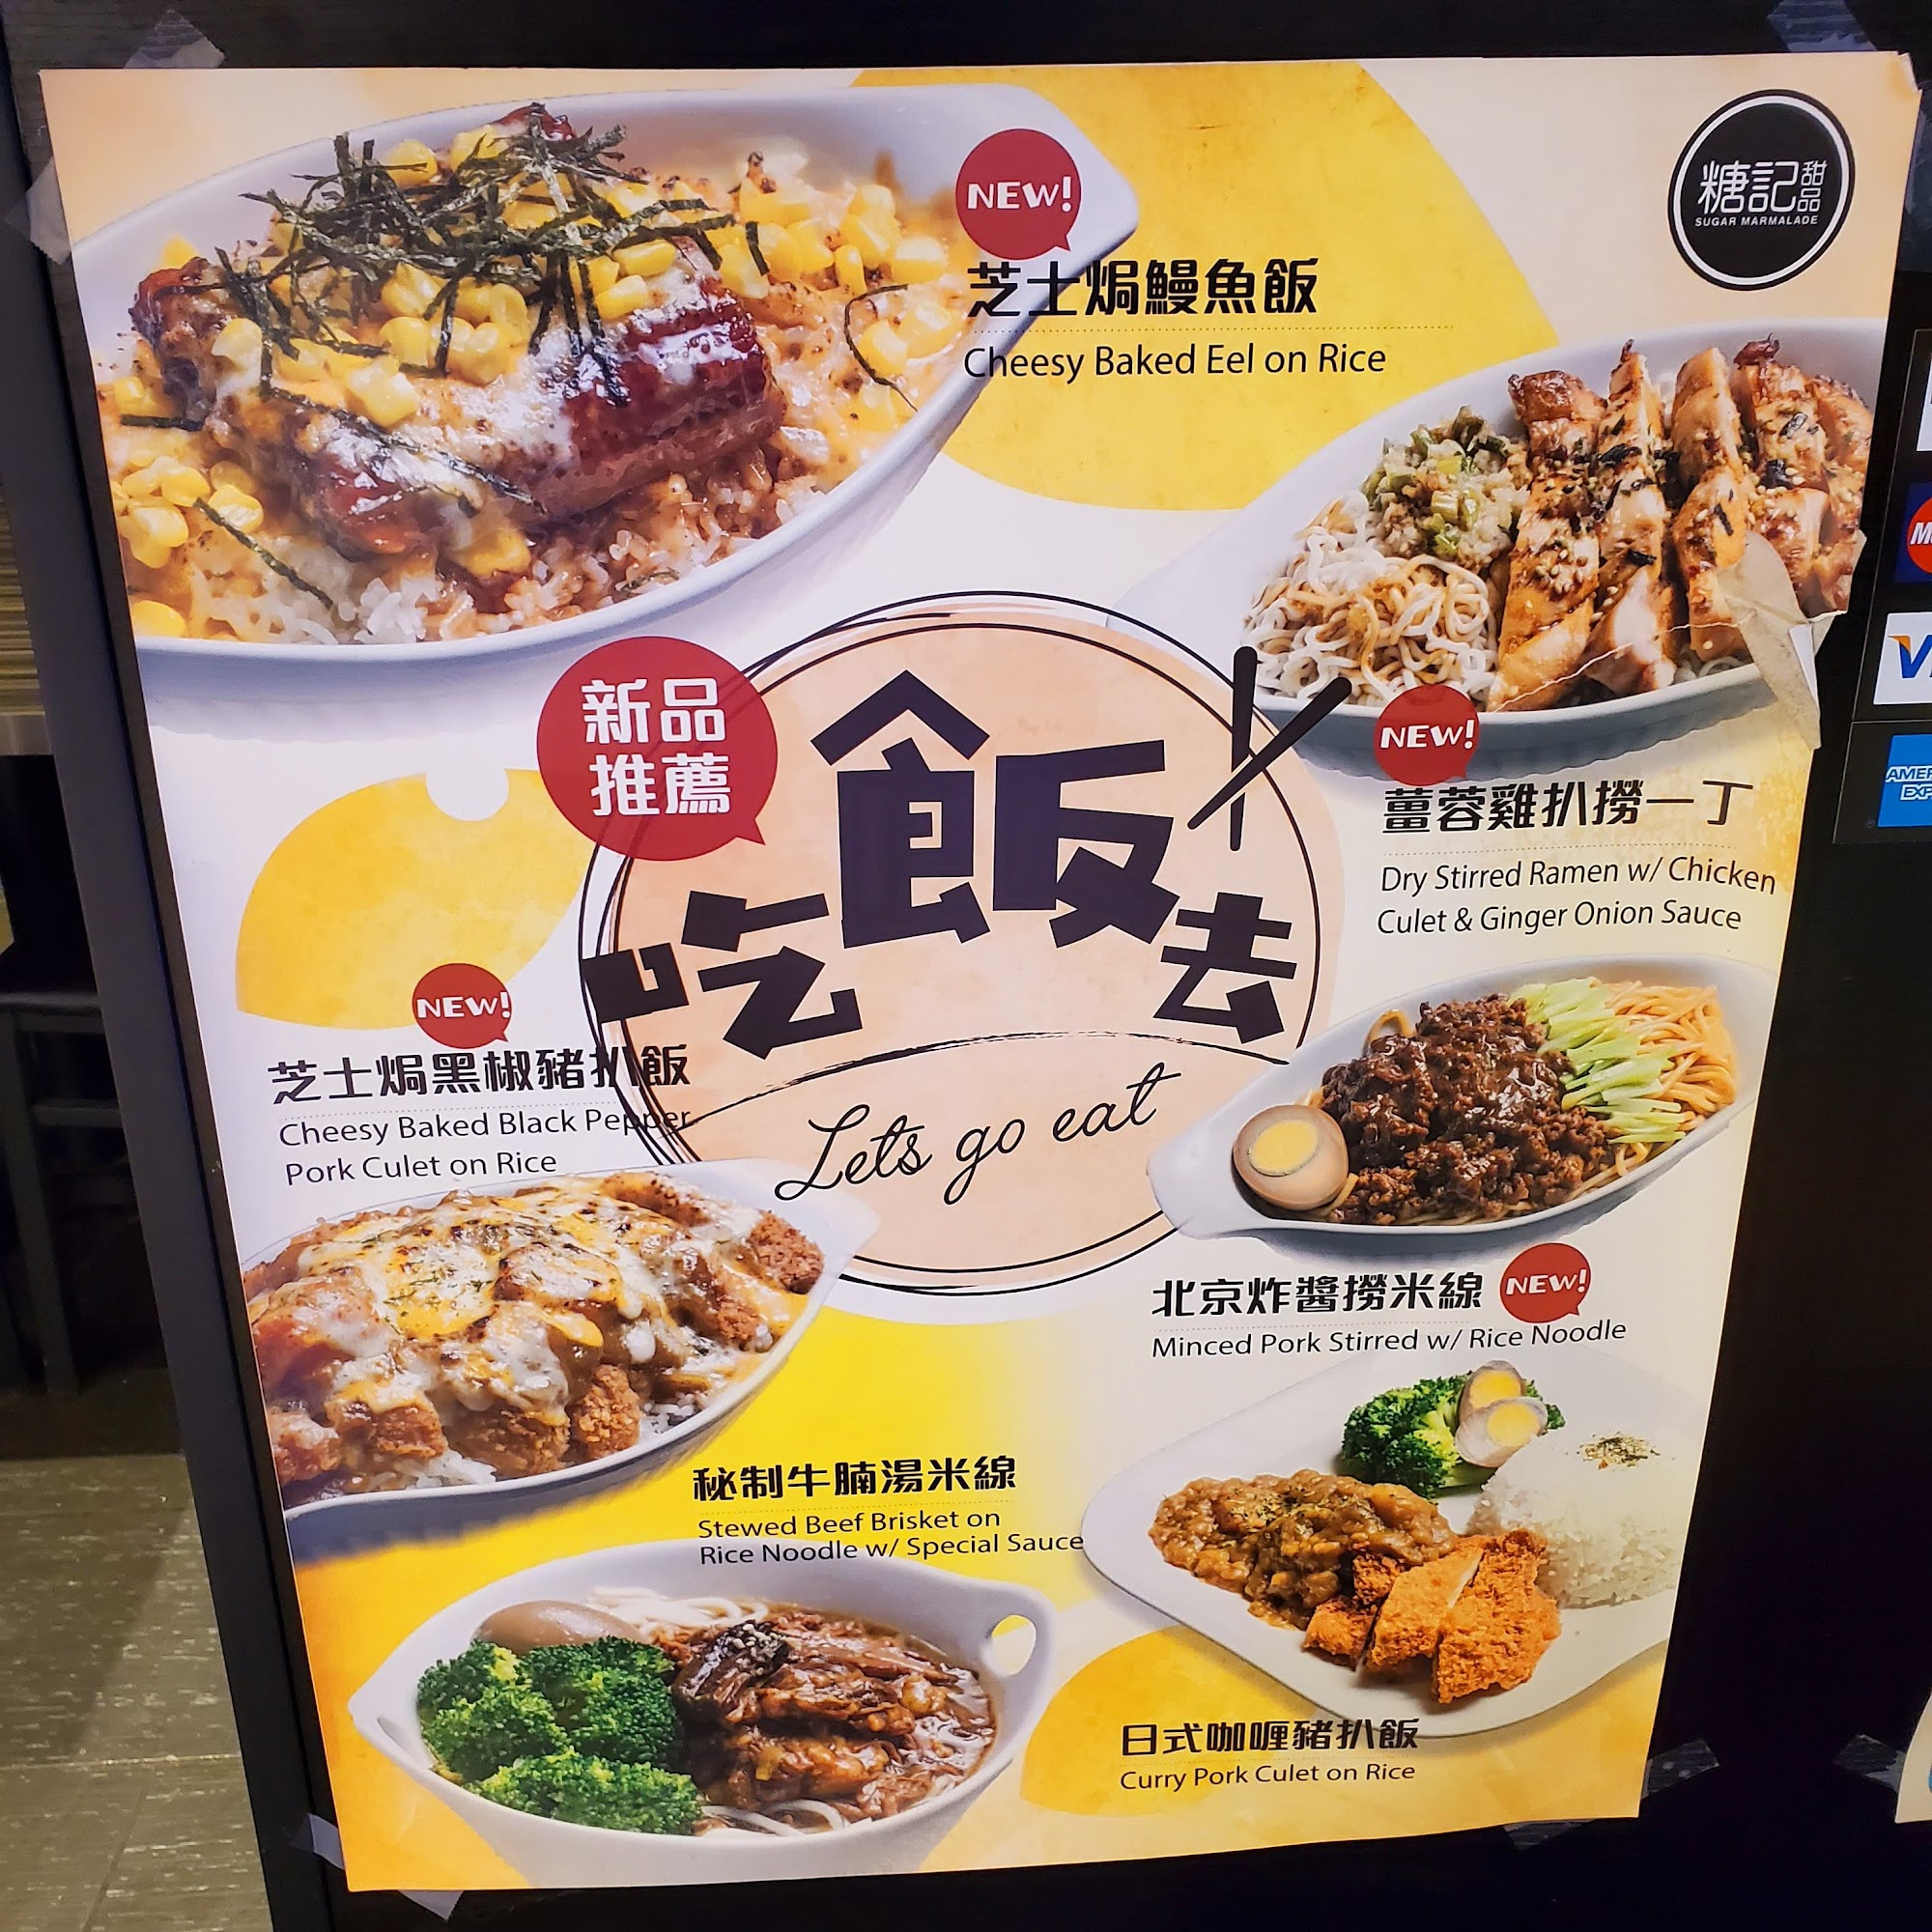 糖記甜品
SUGAR MARMALADE
NEW!
芝士焗鰻魚飯
Cheesy Baked Eel on Rice
新品
推薦
吃飯去
Lets go eat
NEW!
薑蓉雞扒撈一丁
Dry Stirred Ramen w/ Chicken
Culet & Ginger Onion Sauce
NEW!
芝士焗黑椒豬扒飯
Cheesy Baked Black Pepper
Pork Culet on Rice
北京炸醬撈米線
NEW!
Minced Pork Stirred w/ Rice Noodle
秘制牛腩湯米線
Stewed Beef Brisket on
Rice Noodle w/ Special Sauce
日式咖喱豬扒飯
Curry Pork Culet on Rice